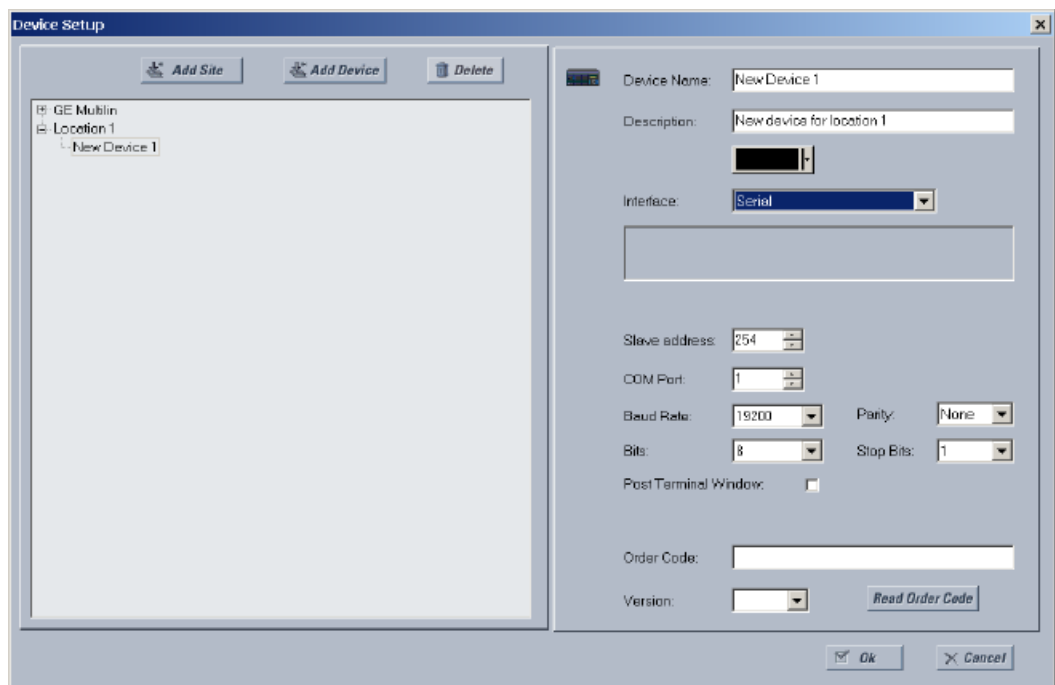 Device Setup
Add Site
Add Device
Delete
GE Multilin
Location 1
New Device 1
Device Name: New Device 1
Description: New device for location 1
Interface: Serial
Slave address: 254
COM Port: 1
Baud Rate: 19200 Parity: None
Bits: 8 Stop Bits: 1
Post Terminal Window:
Order Code:
Version: Read Order Code
Ok Cancel